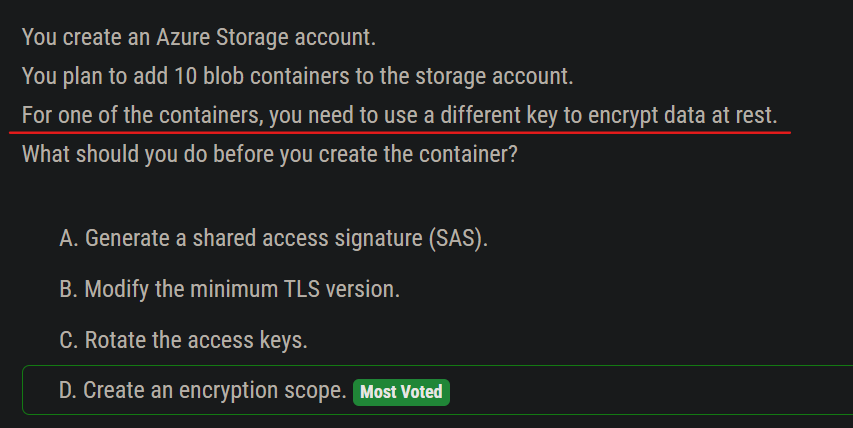 You create an Azure Storage account.
You plan to add 10 blob containers to the storage account.
For one of the containers, you need to use a different key to encrypt data at rest.
What should you do before you create the container?
A. Generate a shared access signature (SAS).
B. Modify the minimum TLS version.
C. Rotate the access keys.
D. Create an encryption scope. Most Voted